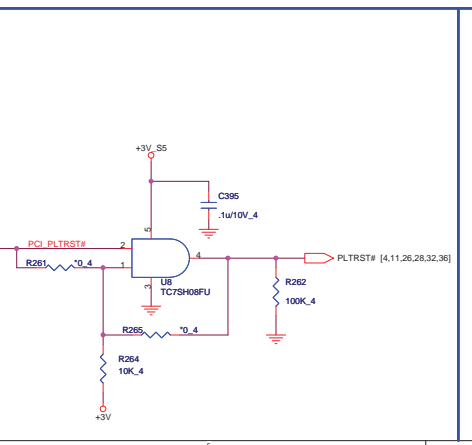 +3V_S5
C395
.1u/10V_4
5
PCI_PLTRST#
2
4
PLTRST# [4,11,26,28,32,36]
R261
*0_4
1
U8
TC7SH08FU
3
R262
100K_4
R265
*0_4
R264
10K_4
+3V